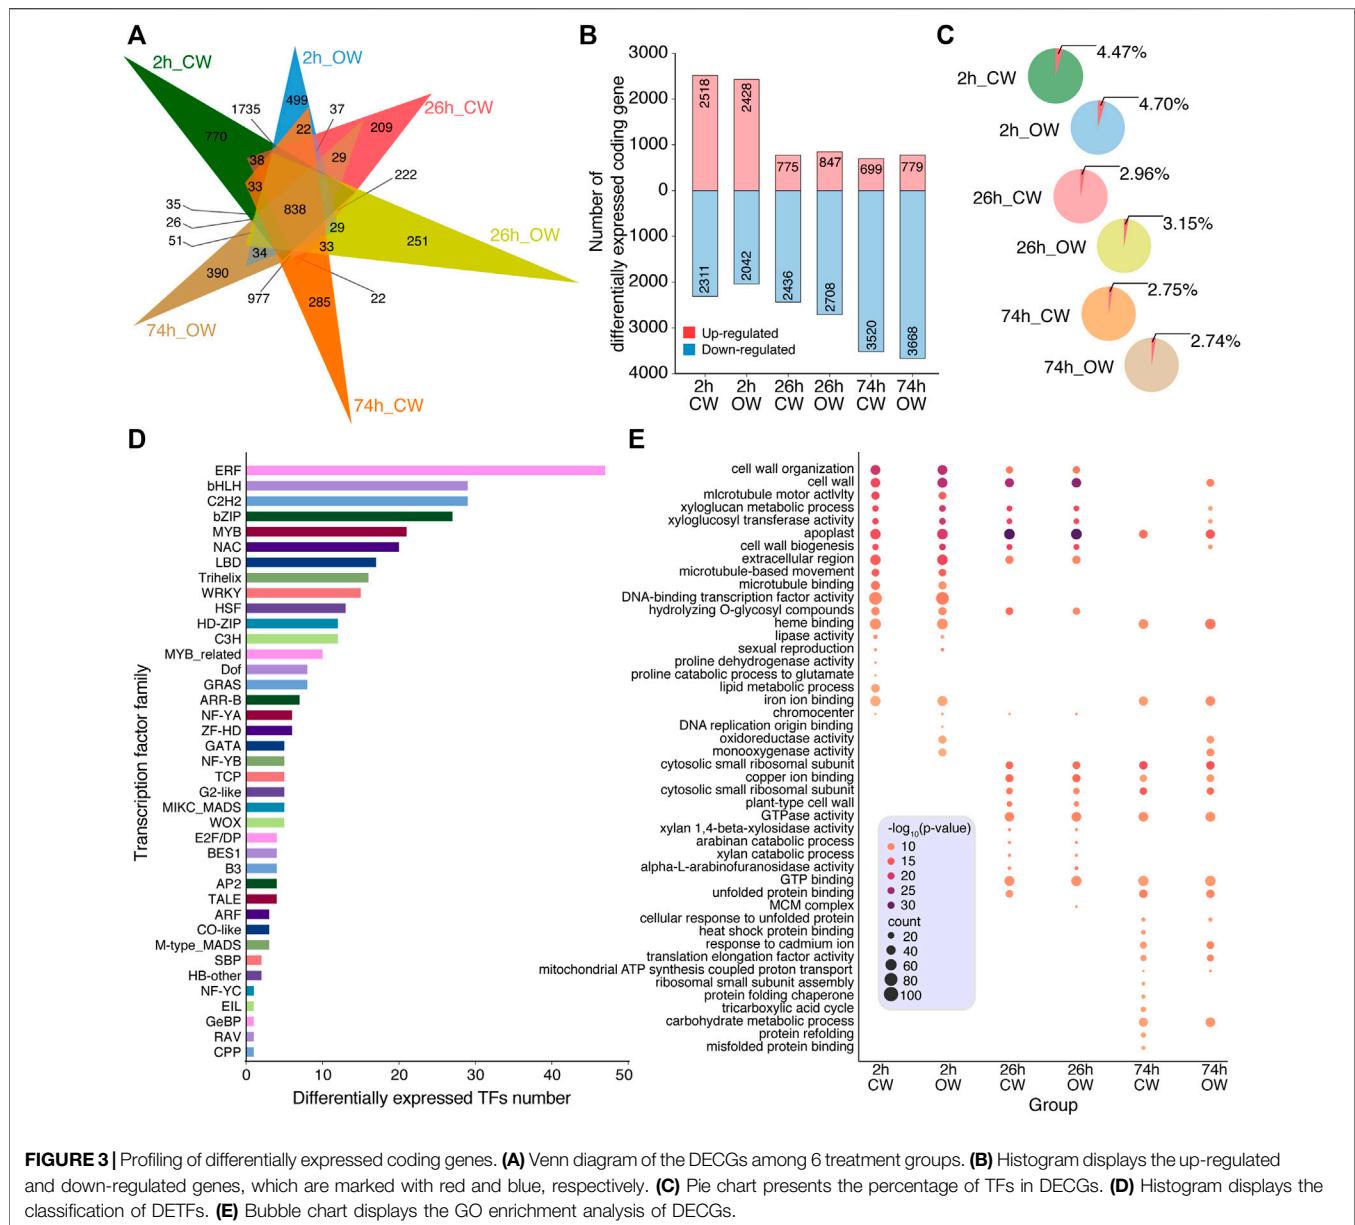 A
2h_CW
2h_OW
26h_CW
26h_OW
74h_CW
74h_OW
499
1735
37
209
770
22
38
29
33
222
838
35
26
51
29
251
33
34
390
977
285
22
B
Number of
differentially expressed coding gene
3000
2000
1000
0
1000
2000
3000
4000
2518
2428
775
847
699
779
2311
2042
2436
2708
3520
3668
Up-regulated
Down-regulated
2h CW
2h OW
26h CW
26h OW
74h CW
74h OW
C
2h_CW 4.47%
2h_OW 4.70%
26h_CW 2.96%
26h_OW 3.15%
74h_CW 2.75%
74h_OW 2.74%
D
Transcription factor family
ERF
bHLH
C2H2
bZIP
MYB
NAC
LBD
Trihelix
WRKY
HSF
HD-ZIP
C3H
MYB_related
Dof
GRAS
ARR-B
NF-YA
ZF-HD
GATA
NF-YB
TCP
G2-like
MIKC_MADS
WOX
E2F/DP
BES1
B3
AP2
TALE
ARF
CO-like
M-type_MADS
SBP
HB-other
NF-YC
EIL
GeBP
RAV
CPP
0 10 20 30 40 50
Differentially expressed TFs number
E
cell wall organization
cell wall
mlcrotubule motor actlvlty
xyloglucan metabolic process
xyloglucosyl transferase activity
apoplast
cell wall biogenesis
extracellular region
microtubule-based movement
microtubule binding
DNA-binding transcription factor activity
hydrolyzing O-glycosyl compounds
heme binding
lipase activity
sexual reproduction
proline dehydrogenase activity
proline catabolic process to glutamate
lipid metabolic process
iron ion binding
chromocenter
DNA replication origin binding
oxidoreductase activity
monooxygenase activity
cytosolic small ribosomal subunit
copper ion binding
cytosolic small ribosomal subunit
plant-type cell wall
GTPase activity
xylan 1,4-beta-xylosidase activity
arabinan catabolic process
xylan catabolic process
alpha-L-arabinofuranosidase activity
GTP binding
unfolded protein binding
MCM complex
cellular response to unfolded protein
heat shock protein binding
response to cadmium ion
translation elongation factor activity
mitochondrial ATP synthesis coupled proton transport
ribosomal small subunit assembly
protein folding chaperone
tricarboxylic acid cycle
carbohydrate metabolic process
protein refolding
misfolded protein binding
-log10(p-value)
10
15
20
25
30
count
20
40
60
80
100
2h CW
2h OW
26h CW
26h OW
74h CW
74h OW
Group
FIGURE 3 | Profiling of differentially expressed coding genes. (A) Venn diagram of the DECGs among 6 treatment groups. (B) Histogram displays the up-regulated
and down-regulated genes, which are marked with red and blue, respectively. (C) Pie chart presents the percentage of TFs in DECGs. (D) Histogram displays the
classification of DETFs. (E) Bubble chart displays the GO enrichment analysis of DECGs.